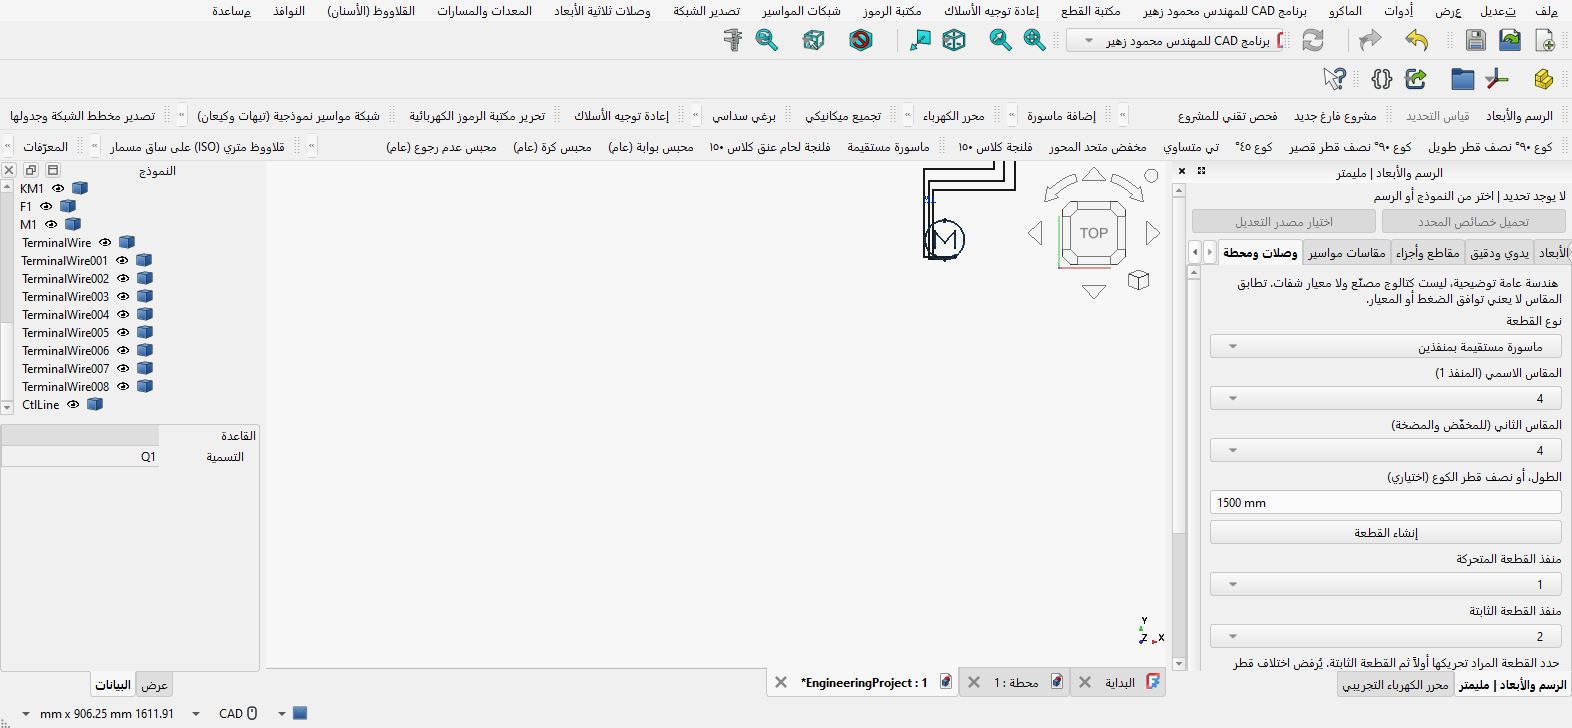 ملف تعديل عرض أدوات الماكرو برنامج CAD للمهندس محمود زهير مكتبة القطع إعادة توجيه الأسلاك مكتبة الرموز شبكات المواسير تصدير الشبكة وصلات ثلاثية الأبعاد المعدات والمسارات القلاووظ (الأسنان) النوافذ مساعدة
برنامج CAD للمهندس محمود زهير
الرسم والأبعاد قياس التحديد مشروع فارغ جديد فحص تقني للمشروع إضافة ماسورة محرر الكهرباء تجميع ميكانيكي برغي سداسي إعادة توجيه الأسلاك تحرير مكتبة الرموز الكهربائية شبكة مواسير نموذجية (تيهات وكيعان) تصدير مخطط الشبكة وجدولها
كوع ٩٠° نصف قطر طويل كوع ٩٠° نصف قطر قصير كوع ٤٥° تي متساوي مخفض متحد المحور فلنجة كلاس ١٥٠ ماسورة مستقيمة فلنجة لحام عنق كلاس ١٥٠ محبس بوابة (عام) محبس كرة (عام) محبس عدم رجوع (عام) قلاووظ متري (ISO) على ساق مسمار المعرّفات
الرسم والأبعاد | مليمتر
لا يوجد تحديد | اختر من النموذج أو الرسم
تحميل خصائص المحدد
اختيار مصدر التعديل
الأبعاد يدوي ودقيق مقاطع وأجزاء مقاسات مواسير وصلات ومحطة
هندسة عامة توضيحية، ليست كتالوج مصنّع ولا معيار شفات. تطابق
المقاس لا يعني توافق الضغط أو المعيار.
نوع القطعة
ماسورة مستقيمة بمنفذين
المقاس الاسمي (المنفذ 1)
4
المقاس الثاني (للمخفّض والمضخة)
4
الطول، أو نصف قطر الكوع (اختياري)
1500 mm
إنشاء القطعة
منفذ القطعة المتحركة
1
منفذ القطعة الثابتة
2
حدد القطعة المراد تحريكها أولاً ثم القطعة الثابتة. يُرفض اختلاف قطر
الرسم والأبعاد | مليمتر
محرر الكهرباء التجريبي
TOP
M
Y
Z
X
النموذج
KM1
F1
M1
TerminalWire
TerminalWire001
TerminalWire002
TerminalWire003
TerminalWire004
TerminalWire005
TerminalWire006
TerminalWire007
TerminalWire008
CtlLine
القاعدة
التسمية Q1
عرض
البيانات
البداية
محطة : 1
EngineeringProject : 1*
CAD
1611.91 mm x 906.25 mm